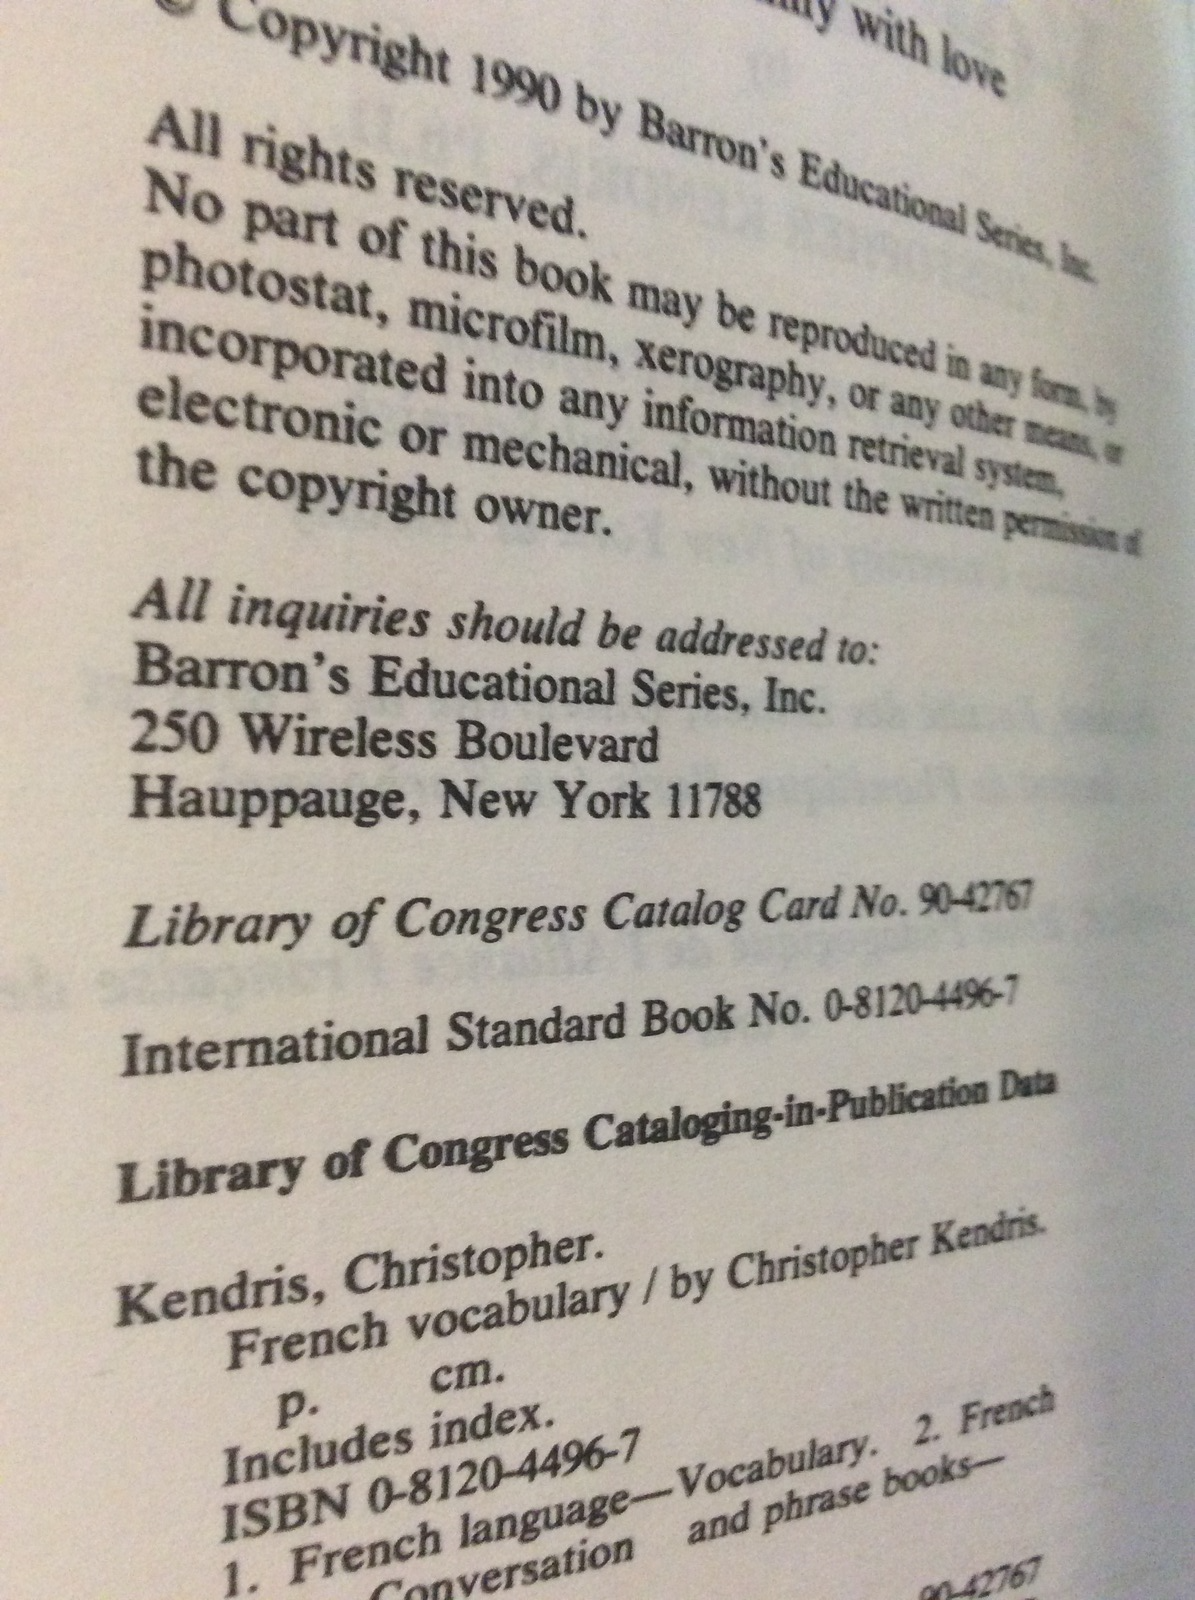 with love
© Copyright 1990 by Barron's Educational Series, Inc.
All rights reserved.
No part of this book may be reproduced in any form, by
photostat, microfilm, xerography, or any other means, or
incorporated into any information retrieval system,
electronic or mechanical, without the written permission of
the copyright owner.
All inquiries should be addressed to:
Barron's Educational Series, Inc.
250 Wireless Boulevard
Hauppauge, New York 11788
Library of Congress Catalog Card No. 90-42767
International Standard Book No. 0-8120-4496-7
Library of Congress Cataloging-in-Publication Data
Kendris, Christopher.
French vocabulary / by Christopher Kendris.
p. cm.
Includes index.
ISBN 0-8120-4496-7
1. French language—Vocabulary. 2. French
Conversation and phrase books—
90-42767